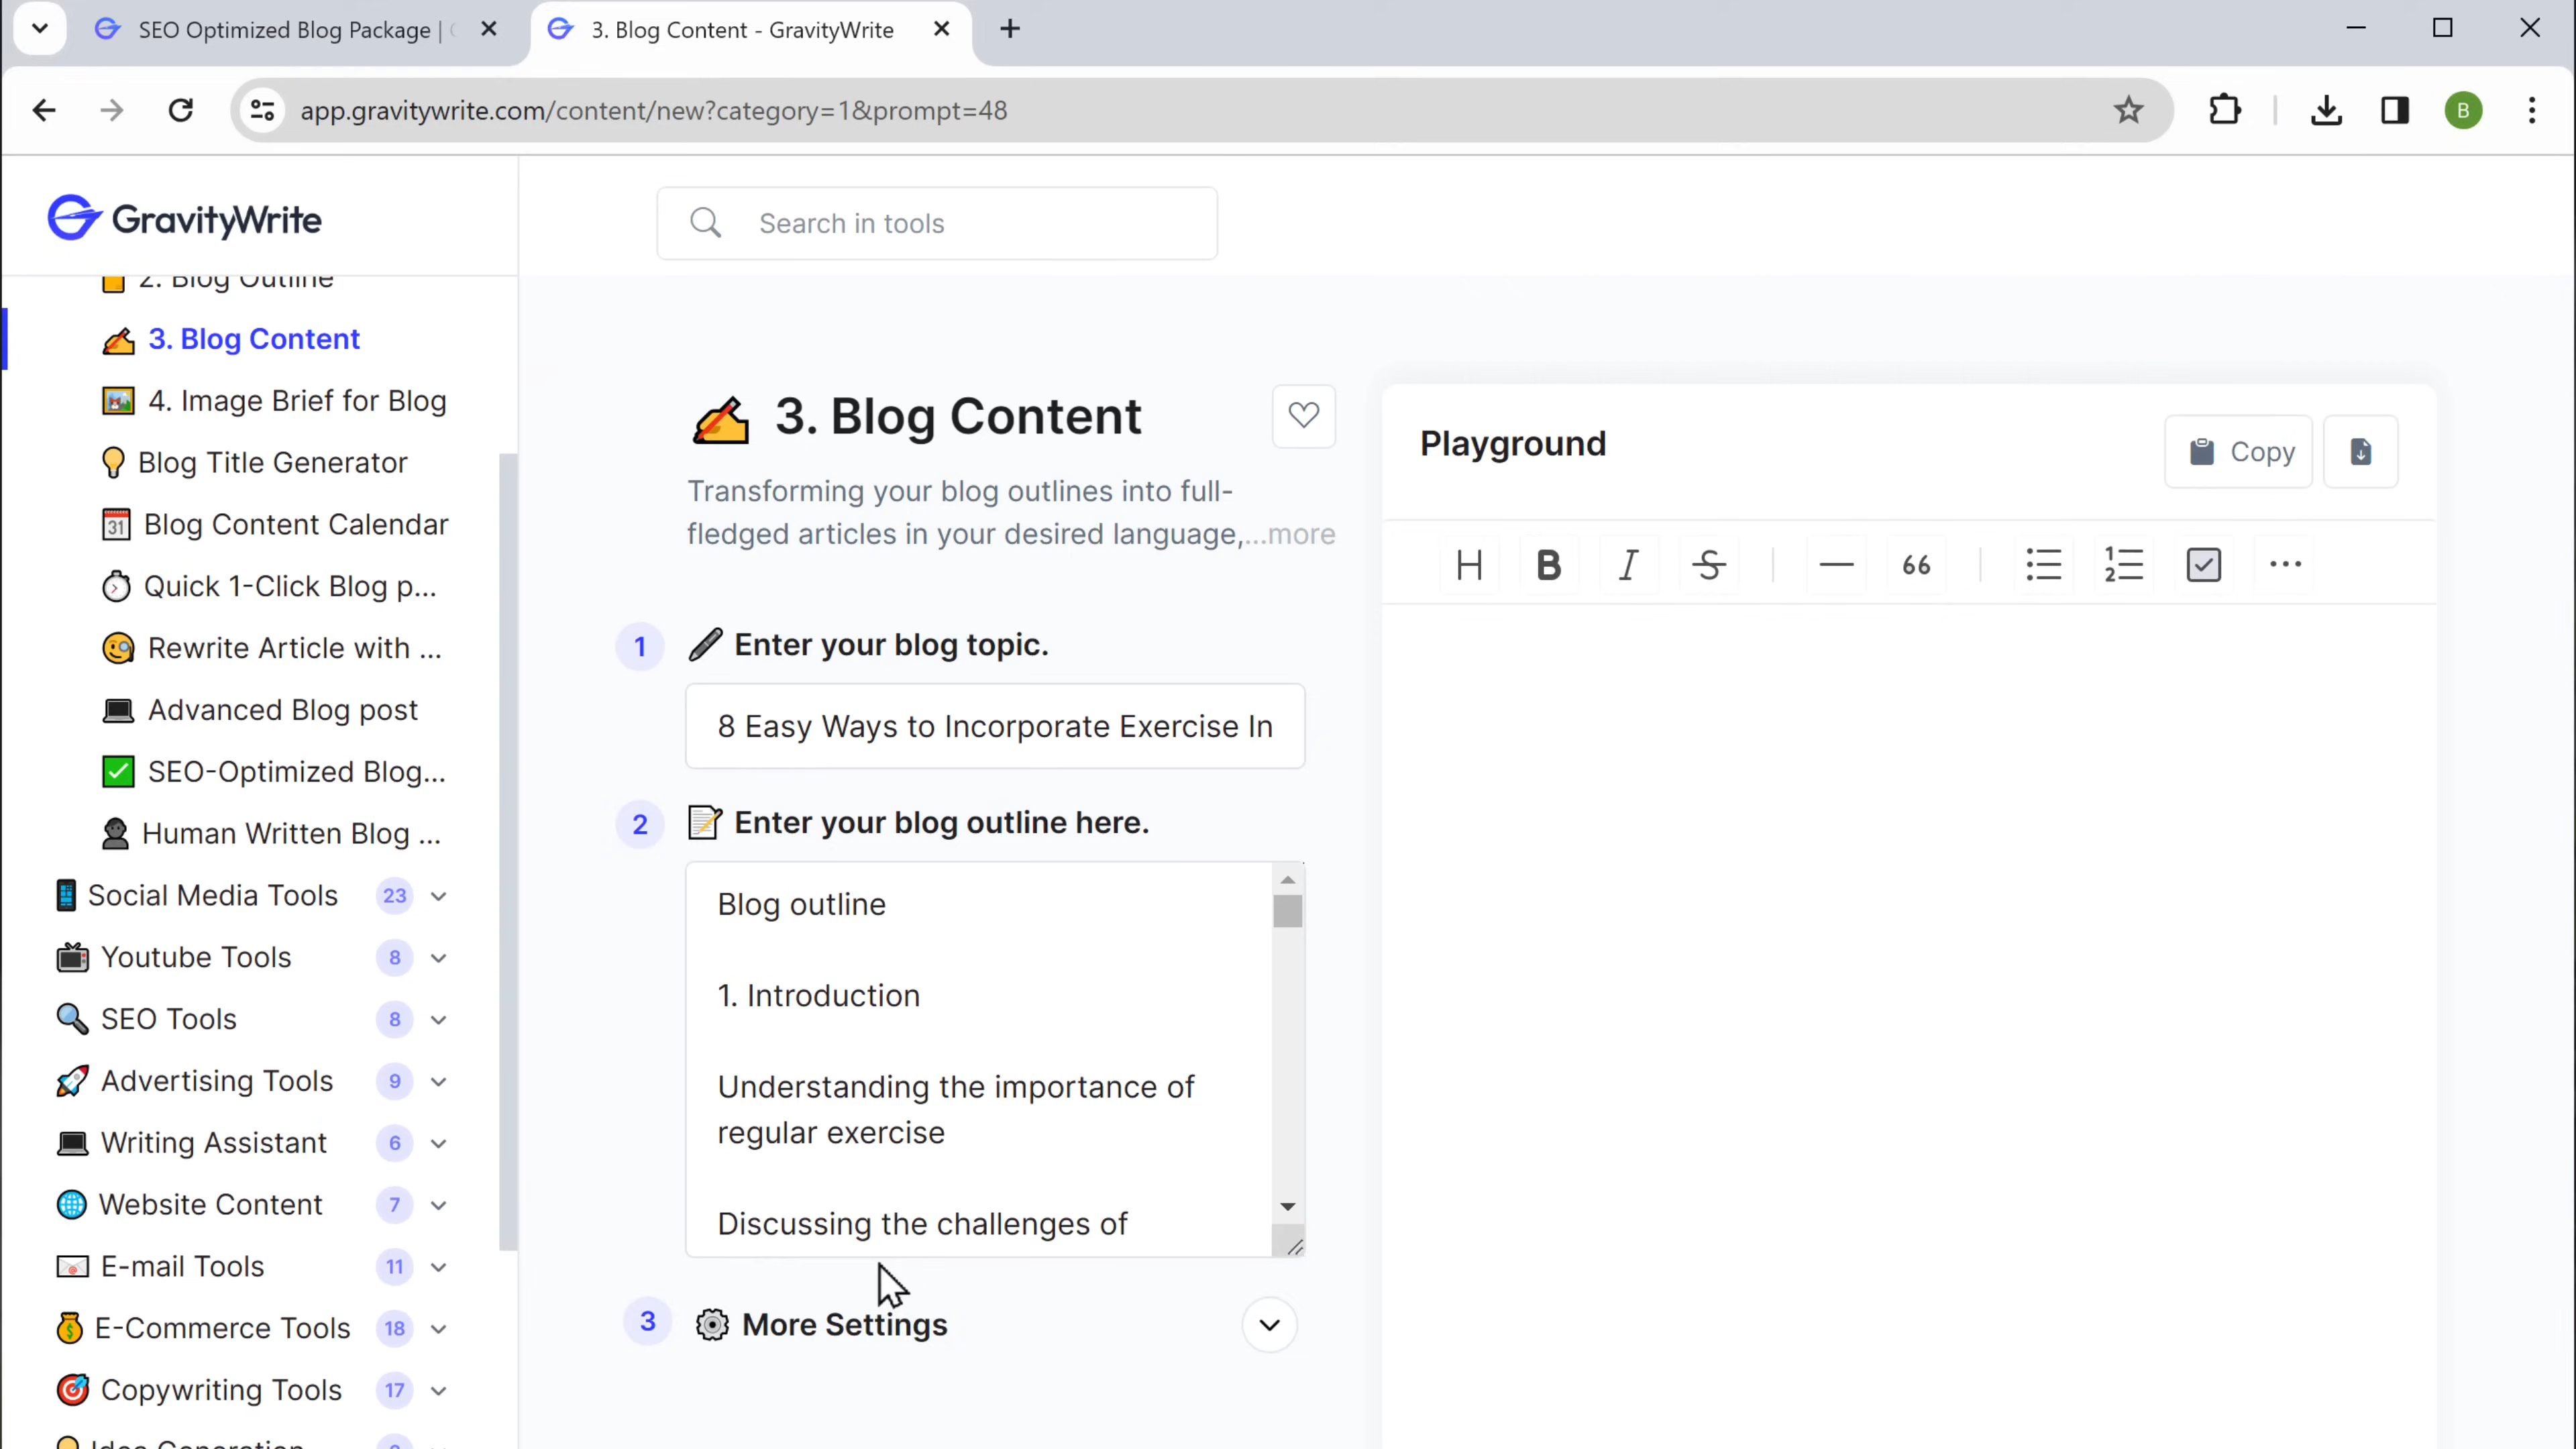 SEO Optimized Blog Package |
3. Blog Content - GravityWrite
app.gravitywrite.com/content/new?category=1&prompt=48
B
GravityWrite
Search in tools
2. Blog Outline
3. Blog Content
4. Image Brief for Blog
Blog Title Generator
31 Blog Content Calendar
Quick 1-Click Blog p...
Rewrite Article with ...
Advanced Blog post
SEO-Optimized Blog...
Human Written Blog ...
Social Media Tools 23
Youtube Tools 8
SEO Tools 8
Advertising Tools 9
Writing Assistant 6
Website Content 7
E-mail Tools 11
E-Commerce Tools 18
Copywriting Tools 17
Idea Generation
3. Blog Content
Transforming your blog outlines into full-
fledged articles in your desired language,...more
1 Enter your blog topic.
8 Easy Ways to Incorporate Exercise In
2 Enter your blog outline here.
Blog outline
1. Introduction
Understanding the importance of
regular exercise
Discussing the challenges of
3 More Settings
Playground
Copy
H B I S